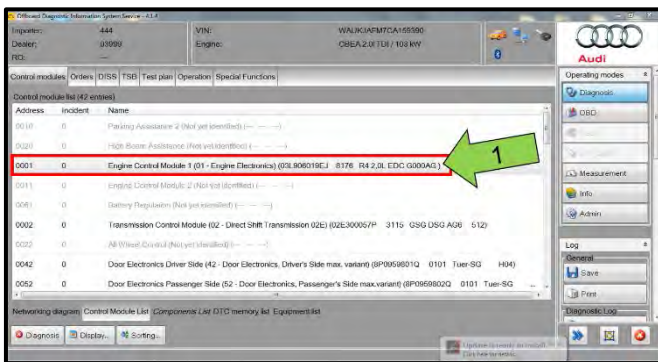 Offboard Diagnostic Information System Service - 4.1.4
Importer: 444
Dealer: 03099
RO: ---
VIN: WAUKJAFM7CA159390
Engine: CBEA 2.0l TDI / 103 kW
0
Audi
Control modules Orders DISS TSB Test plan Operation Special Functions
Control module list (42 entries)
Address Incident Name
0010 0 Parking Assistance 2 (Not yet identified) (--- --- ---)
0020 0 High Beam Assistance (Not yet identified) (--- --- ---)
0001 0 Engine Control Module 1 (01 - Engine Electronics) (03L906019EJ 8176 R4 2,0L EDC G000AG )
1
0011 0 Engine Control Module 2 (Not yet identified) (--- --- ---)
0061 0 Battery Regulation (Not yet identified) (--- --- ---)
0002 0 Transmission Control Module (02 - Direct Shift Transmission 02E) (02E300057P 3115 GSG DSG AG6 512)
0022 0 All Wheel Control (Not yet identified) (--- --- ---)
0042 0 Door Electronics Driver Side (42 - Door Electronics, Driver's Side max. variant) (8P0959801Q 0101 Tuer-SG H04)
0052 0 Door Electronics Passenger Side (52 - Door Electronics, Passenger's Side max.variant) (8P0959802Q 0101 Tuer-SG
Networking diagram Control Module List Components List DTC memory list Equipment list
Diagnosis Display... Sorting...
Operating modes
Diagnosis
OBD
Measurement
Info
Admin
Log
General
Save
Print
Diagnostic Log